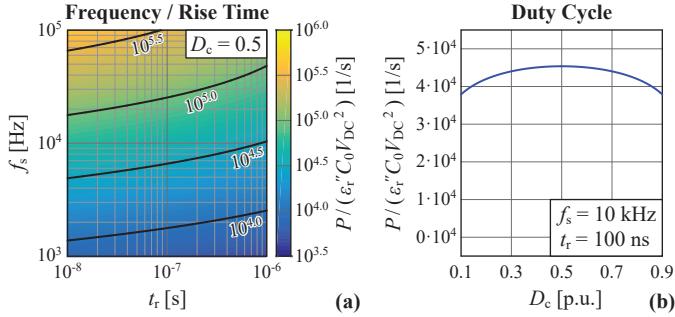 Frequency / Rise Time
D_c = 0.5
10^5
10^4
10^3
f_s [Hz]
10^5.5
10^5.0
10^4.5
10^4.0
10^-8
10^-7
10^-6
t_r [s]
10^6.0
10^5.5
10^5.0
10^4.5
10^4.0
10^3.5
P / (ε_r″ C_0 V_DC^2) [1/s]
(a)
Duty Cycle
P / (ε_r″ C_0 V_DC^2) [1/s]
5·10^4
4·10^4
3·10^4
2·10^4
1·10^4
0·10^4
f_s = 10 kHz
t_r = 100 ns
0.1
0.3
0.5
0.7
0.9
D_c [p.u.]
(b)